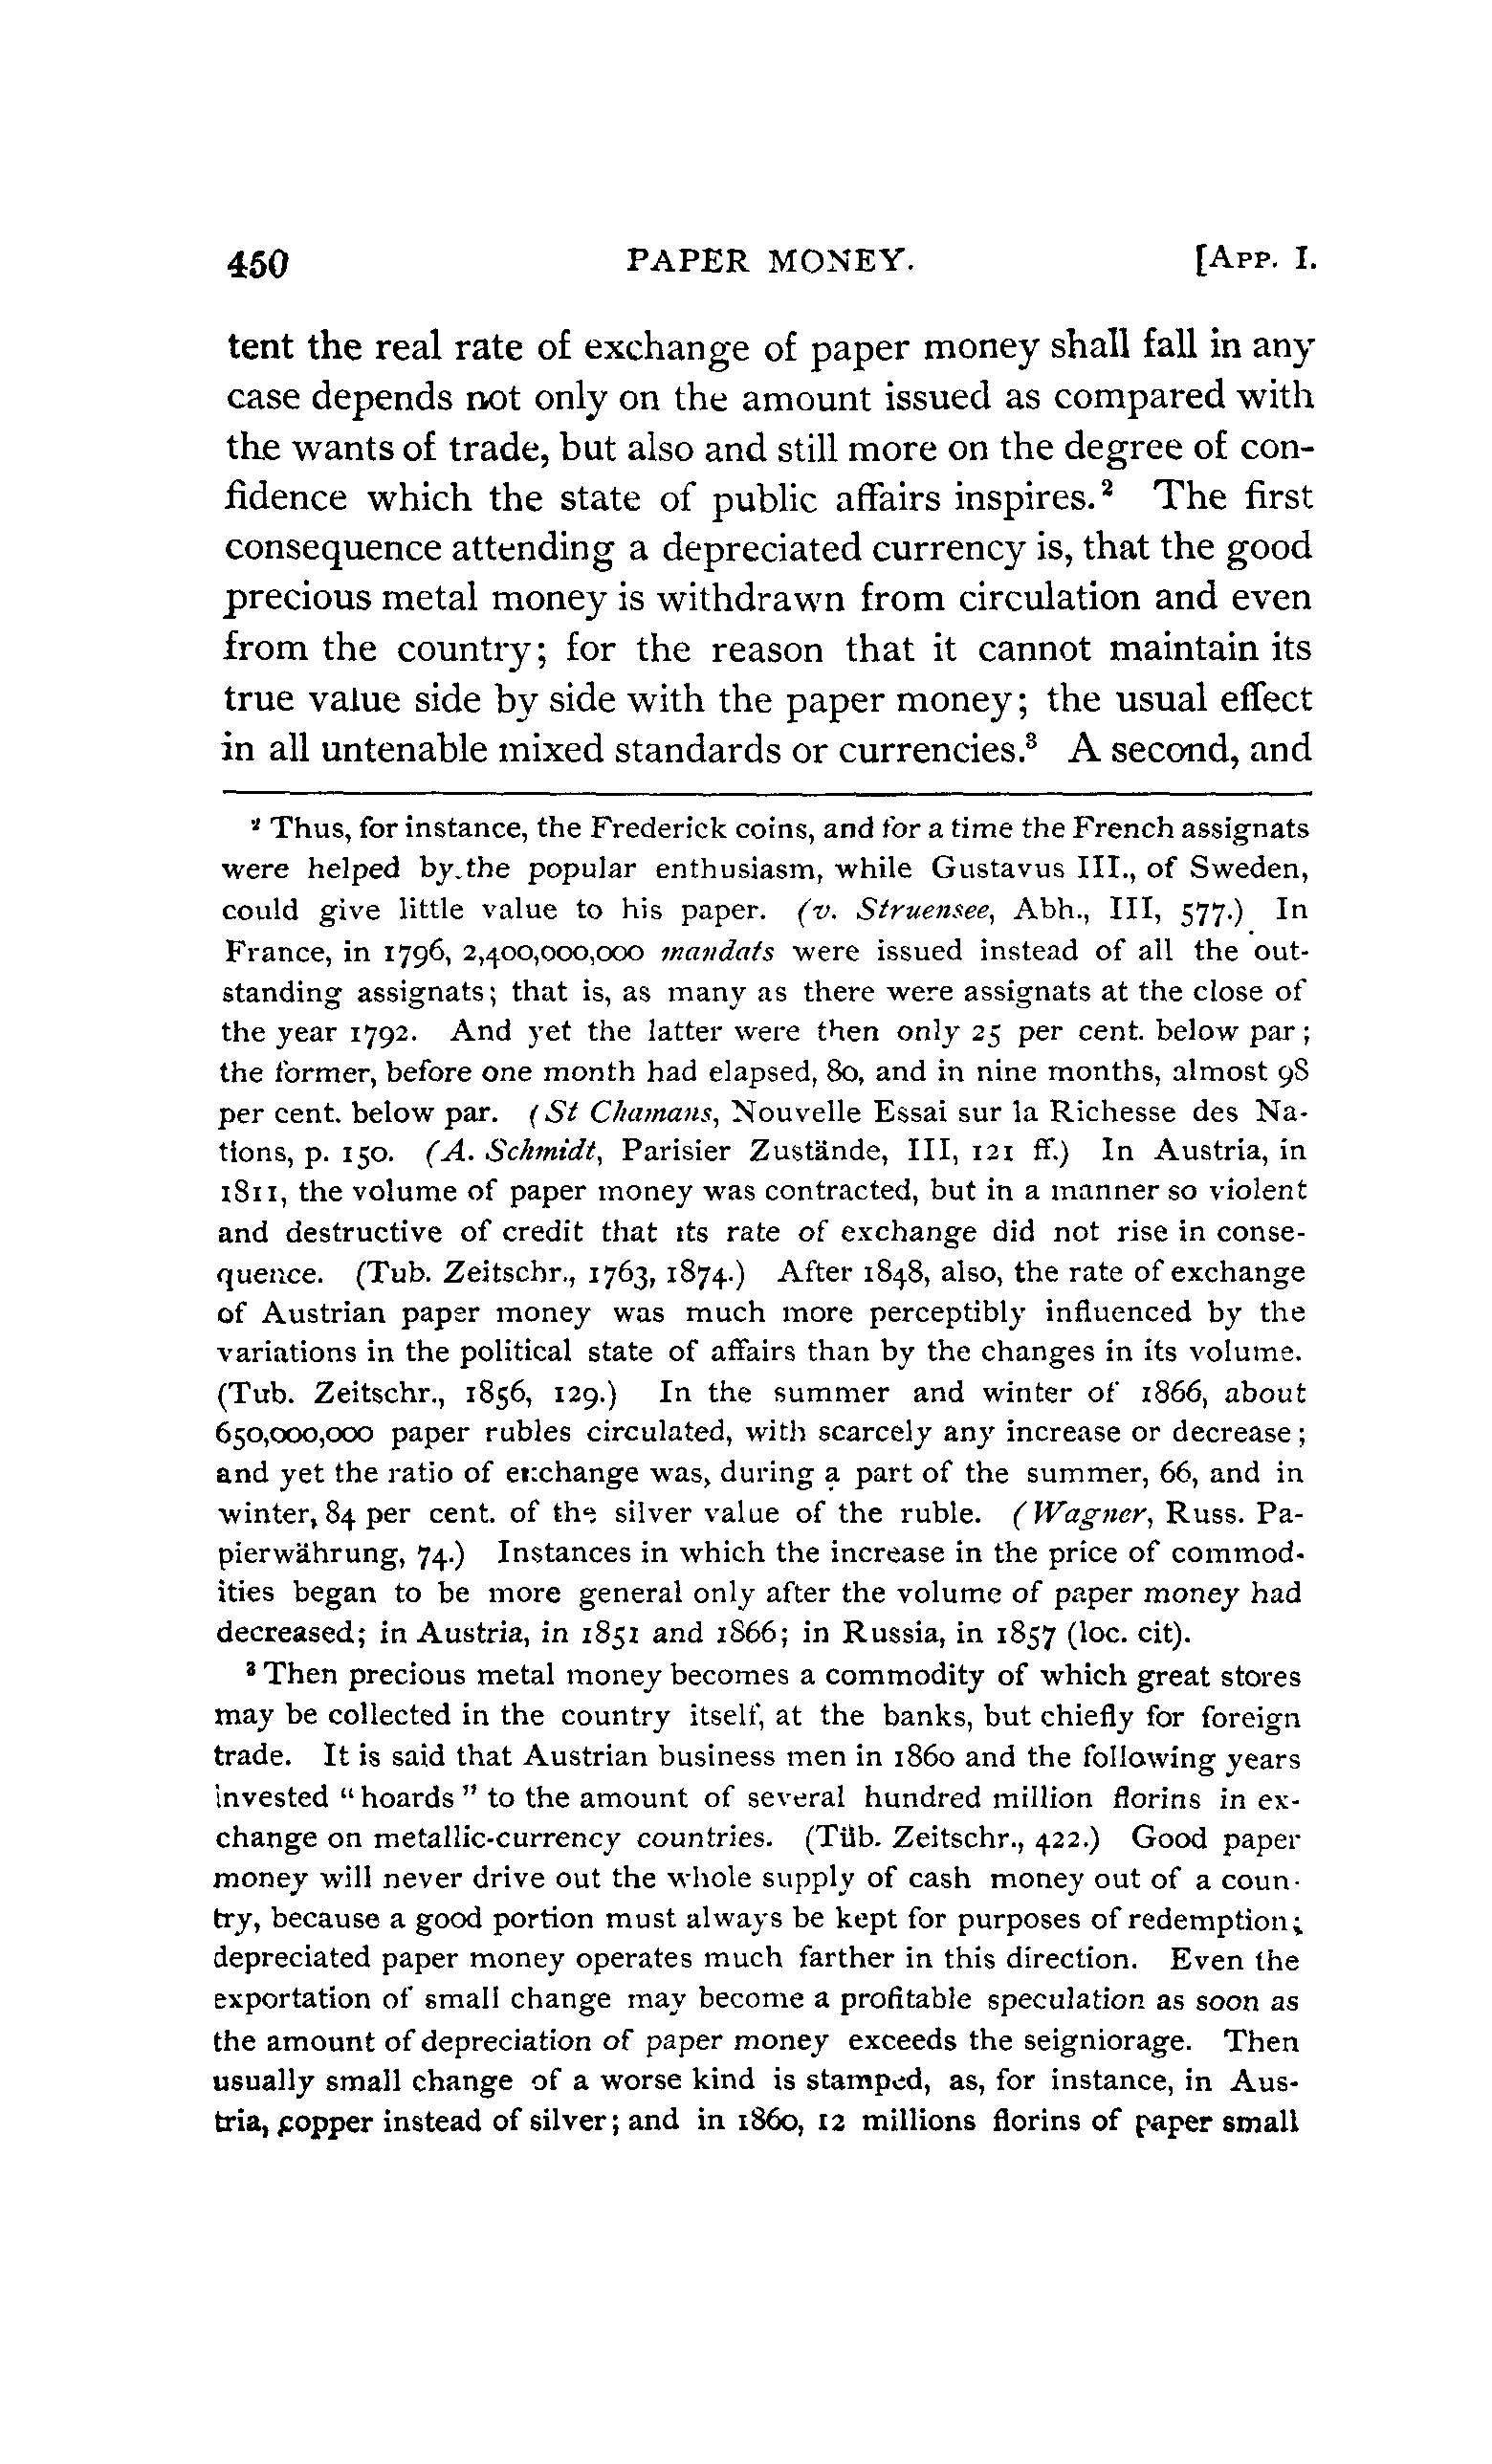 450 PAPER MONEY. [App. I.
tent the real rate of exchange of paper money shall fall in any
case depends not only on the amount issued as compared with
the wants of trade, but also and still more on the degree of con-
fidence which the state of public affairs inspires.² The first
consequence attending a depreciated currency is, that the good
precious metal money is withdrawn from circulation and even
from the country; for the reason that it cannot maintain its
true value side by side with the paper money; the usual effect
in all untenable mixed standards or currencies.³ A second, and
² Thus, for instance, the Frederick coins, and for a time the French assignats
were helped by the popular enthusiasm, while Gustavus III., of Sweden,
could give little value to his paper. (v. Struensee, Abh., III, 577.) In
France, in 1796, 2,400,000,000 mandats were issued instead of all the out-
standing assignats; that is, as many as there were assignats at the close of
the year 1792. And yet the latter were then only 25 per cent. below par;
the former, before one month had elapsed, 80, and in nine months, almost 98
per cent. below par. (St Chamans, Nouvelle Essai sur la Richesse des Na-
tions, p. 150. (A. Schmidt, Parisier Zustände, III, 121 ff.) In Austria, in
1811, the volume of paper money was contracted, but in a manner so violent
and destructive of credit that its rate of exchange did not rise in conse-
quence. (Tub. Zeitschr., 1763, 1874.) After 1848, also, the rate of exchange
of Austrian paper money was much more perceptibly influenced by the
variations in the political state of affairs than by the changes in its volume.
(Tub. Zeitschr., 1856, 129.) In the summer and winter of 1866, about
650,000,000 paper rubles circulated, with scarcely any increase or decrease;
and yet the ratio of exchange was, during a part of the summer, 66, and in
winter, 84 per cent. of the silver value of the ruble. (Wagner, Russ. Pa-
pierwährung, 74.) Instances in which the increase in the price of commod-
ities began to be more general only after the volume of paper money had
decreased; in Austria, in 1851 and 1866; in Russia, in 1857 (loc. cit).
³ Then precious metal money becomes a commodity of which great stores
may be collected in the country itself, at the banks, but chiefly for foreign
trade. It is said that Austrian business men in 1860 and the following years
invested "hoards" to the amount of several hundred million florins in ex-
change on metallic-currency countries. (Tüb. Zeitschr., 422.) Good paper
money will never drive out the whole supply of cash money out of a coun-
try, because a good portion must always be kept for purposes of redemption;
depreciated paper money operates much farther in this direction. Even the
exportation of small change may become a profitable speculation as soon as
the amount of depreciation of paper money exceeds the seigniorage. Then
usually small change of a worse kind is stamped, as, for instance, in Aus-
tria, copper instead of silver; and in 1860, 12 millions florins of paper small